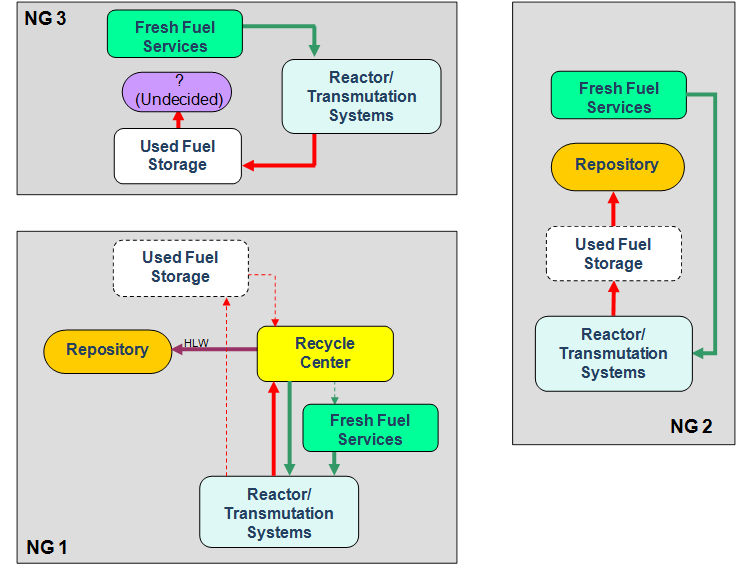 NG 3
Fresh Fuel
Services
?
(Undecided)
Reactor/
Transmutation
Systems
Used Fuel
Storage
Fresh Fuel
Services
Repository
Used Fuel
Storage
Reactor/
Transmutation
Systems
NG 2
Used Fuel
Storage
Repository
HLW
Recycle
Center
Fresh Fuel
Services
Reactor/
Transmutation
Systems
NG 1